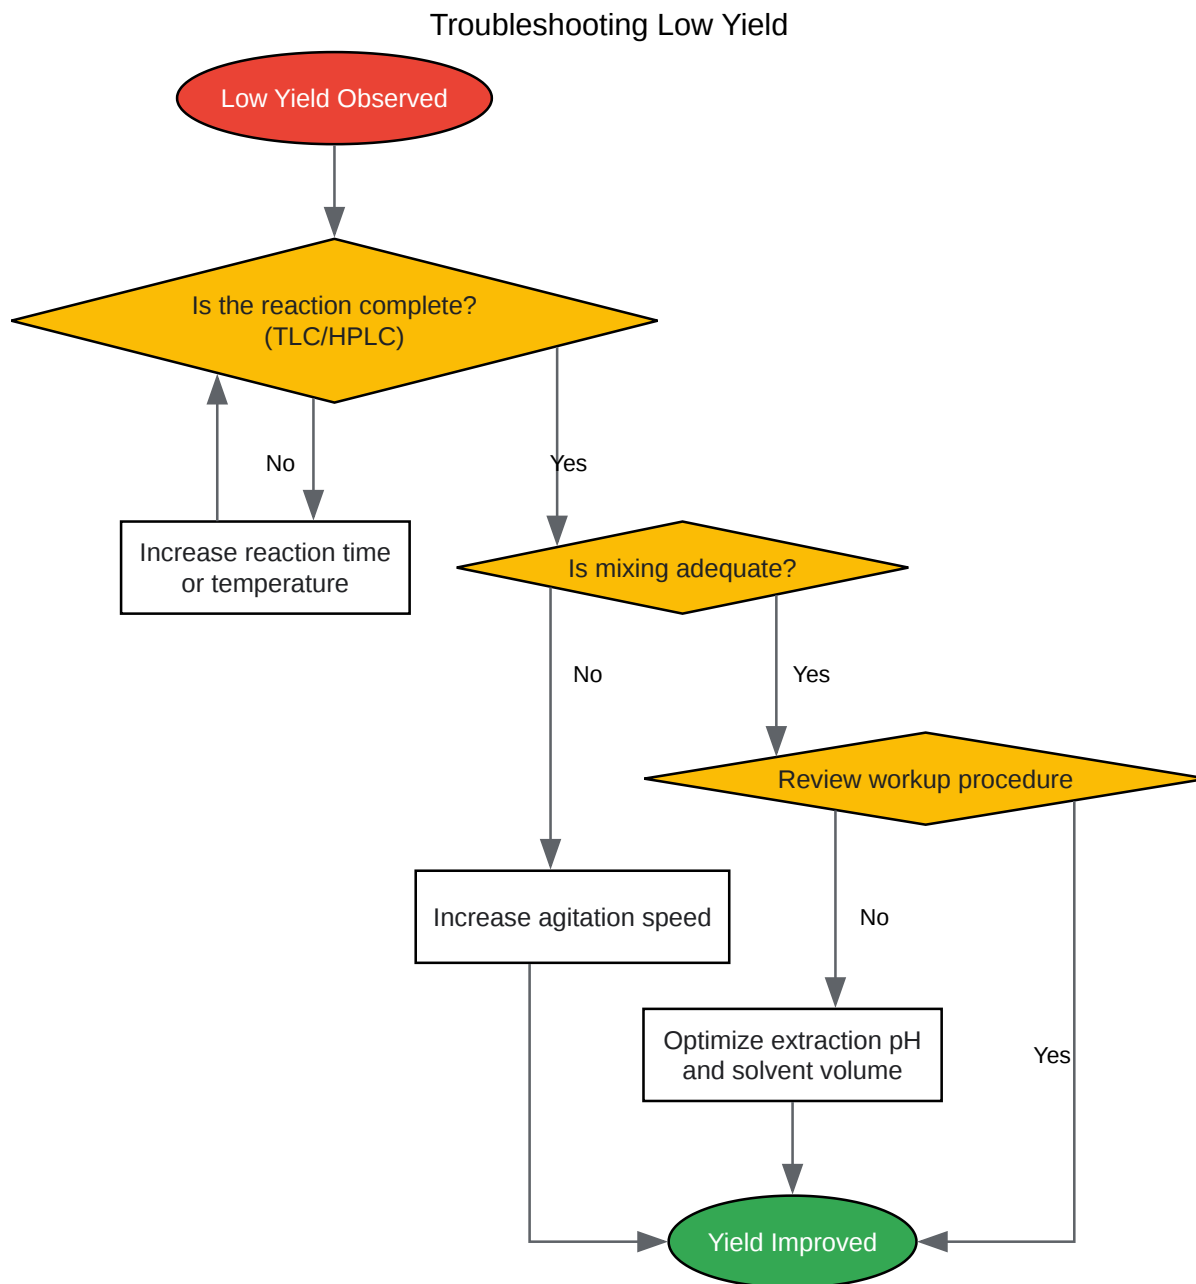 Troubleshooting Low Yield
Low Yield Observed
Is the reaction complete?
(TLC/HPLC)
No
Yes
Increase reaction time
or temperature
Is mixing adequate?
No
Yes
Review workup procedure
Increase agitation speed
No
Optimize extraction pH
and solvent volume
Yes
Yield Improved